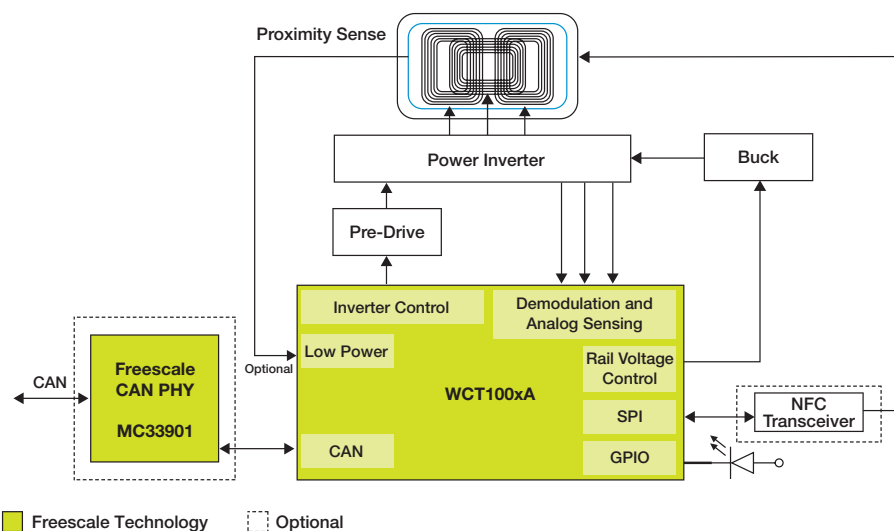 Proximity Sense
Power Inverter
Buck
Pre-Drive
Inverter Control
Demodulation and
Analog Sensing
Low Power
Optional
Rail Voltage
Control
WCT100xA
CAN
Freescale
CAN PHY
MC33901
SPI
NFC
Transceiver
CAN
GPIO
Freescale Technology
Optional